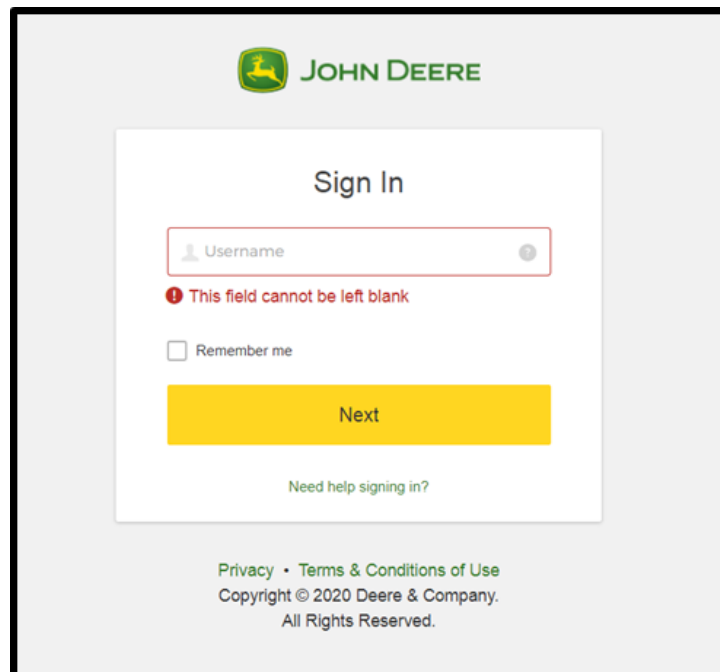 JOHN DEERE
Sign In
Username
This field cannot be left blank
Remember me
Next
Need help signing in?
Privacy • Terms & Conditions of Use
Copyright © 2020 Deere & Company.
All Rights Reserved.